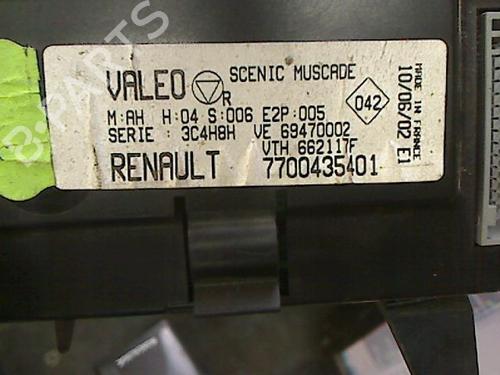 VALEO R SCENIC MUSCADE
M:AH H:04 S:006 E2P:005
SERIE : 3C4H8H VE 69470002
VTH 662117F
RENAULT 7700435401
042
10/06/02 E1
MADE IN FRANCE
B-PARTS